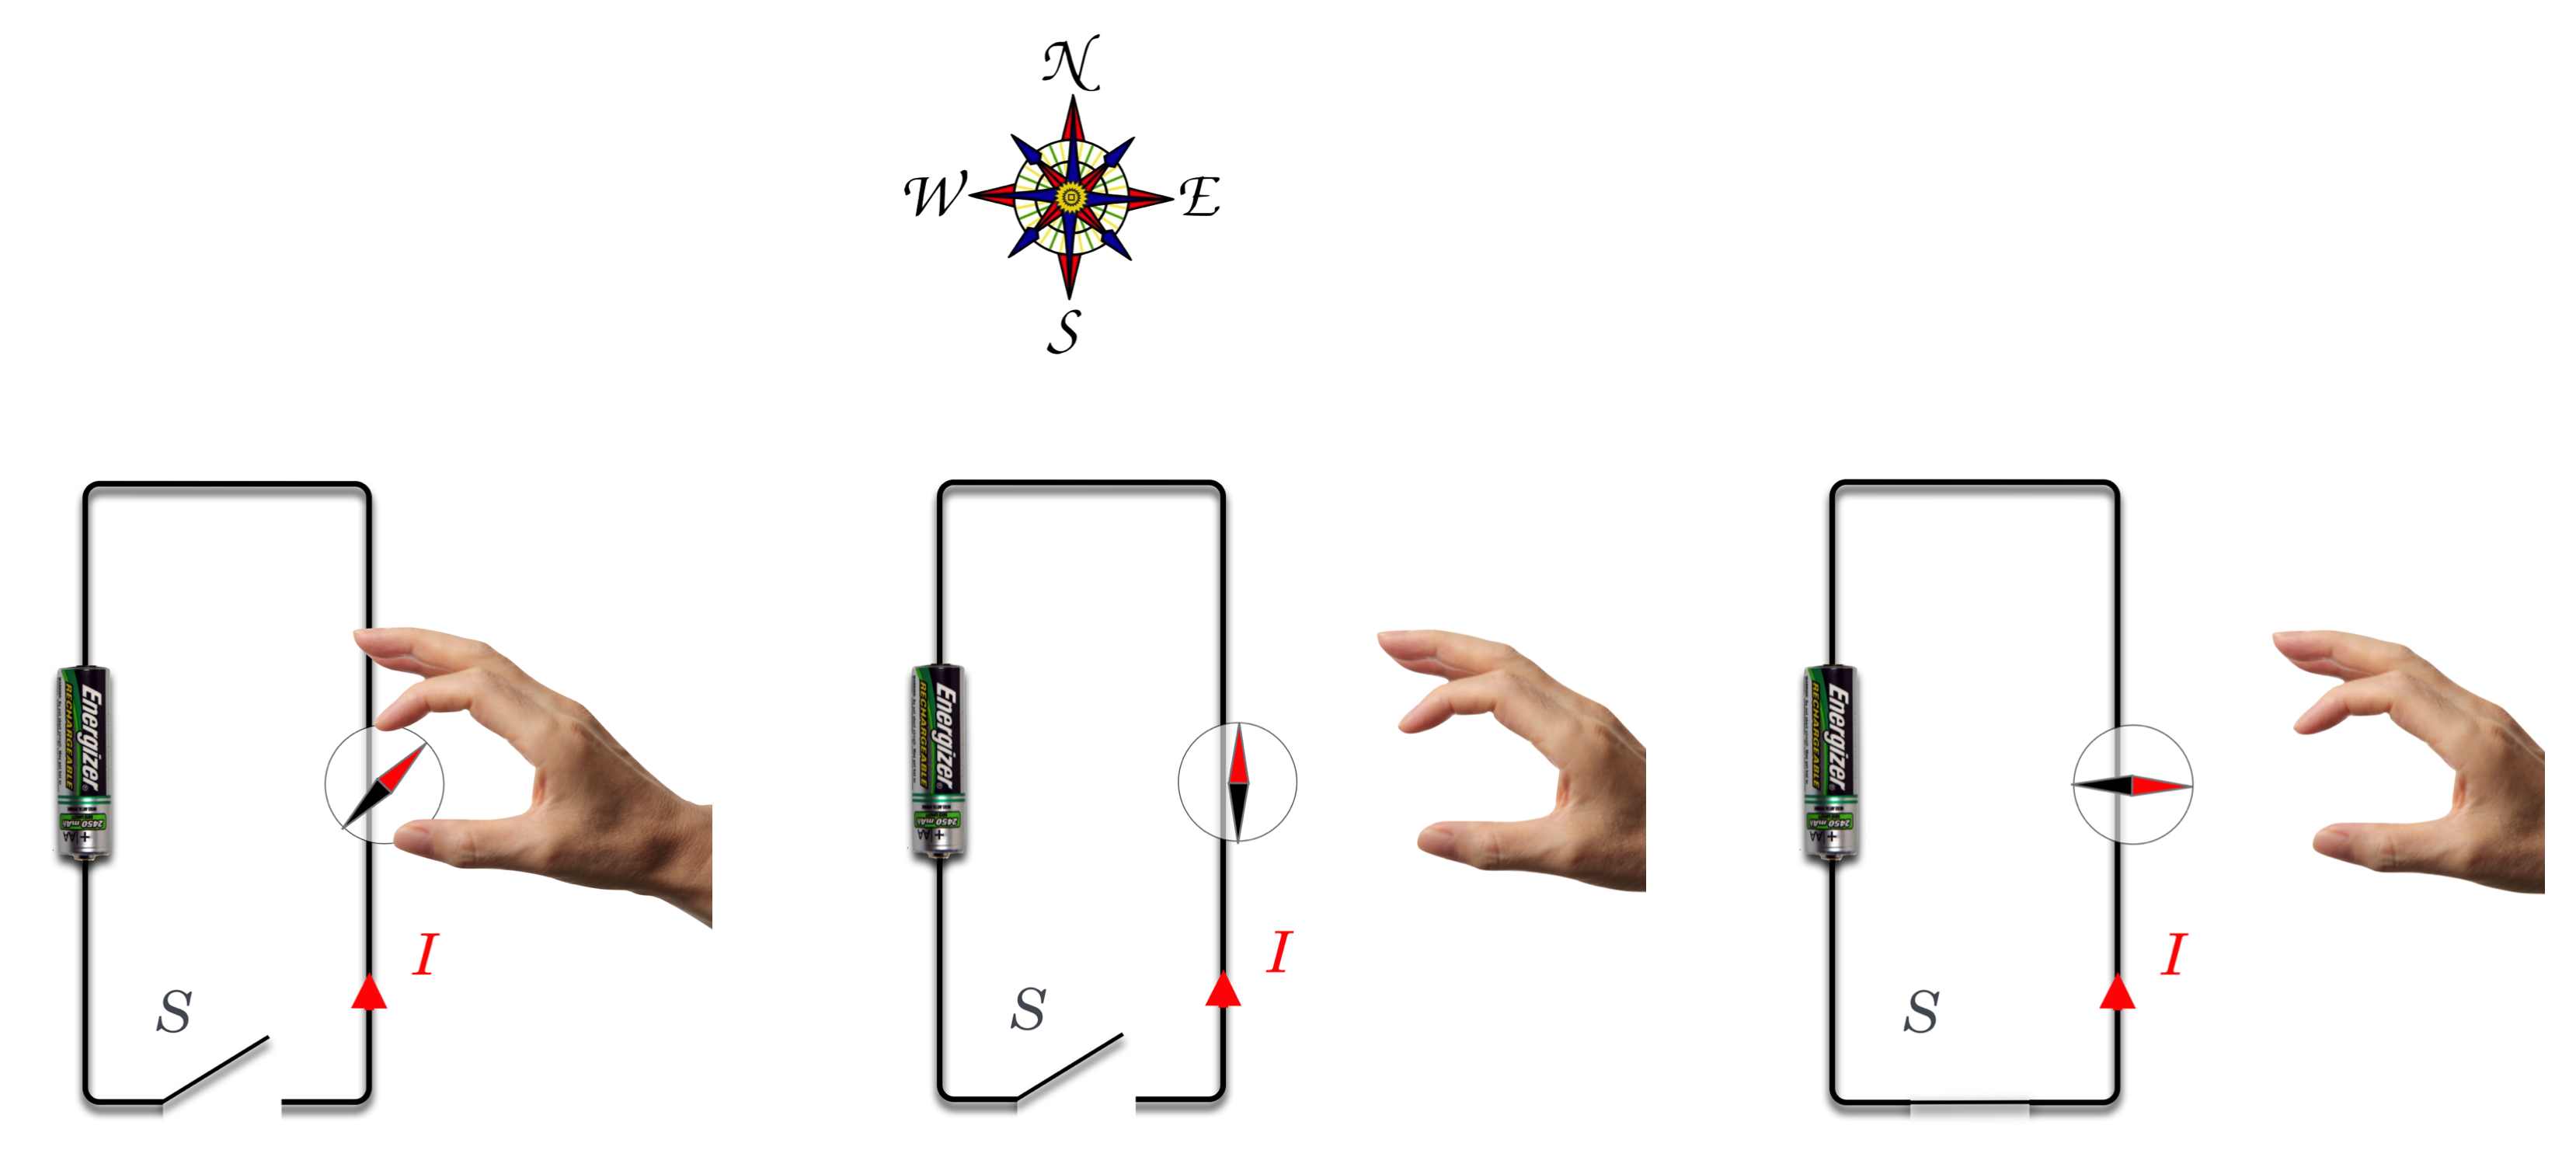 N
W E
S
Energizer
RECHARGEABLE
2450 mAh
+ AA
I
S
Energizer
RECHARGEABLE
2450 mAh
+ AA
I
S
Energizer
RECHARGEABLE
2450 mAh
+ AA
I
S